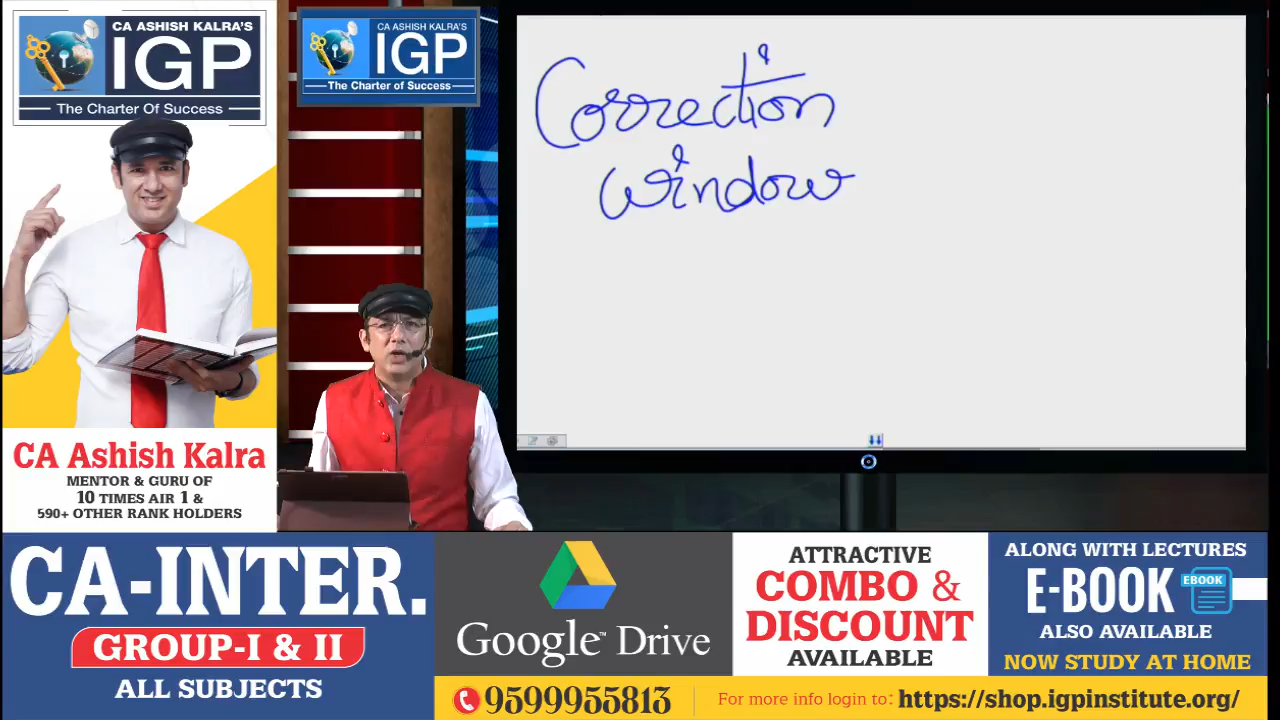 CA ASHISH KALRA'S
IGP
The Charter Of Success
CA ASHISH KALRA'S
IGP
The Charter of Success
Correction
window
CA Ashish Kalra
MENTOR & GURU OF
10 TIMES AIR 1 &
590+ OTHER RANK HOLDERS
CA-INTER.
GROUP-I & II
ALL SUBJECTS
Google™ Drive
ATTRACTIVE
COMBO &
DISCOUNT
AVAILABLE
ALONG WITH LECTURES
E-BOOK
EBOOK
ALSO AVAILABLE
NOW STUDY AT HOME
9599955813
For more info login to: https://shop.igpinstitute.org/